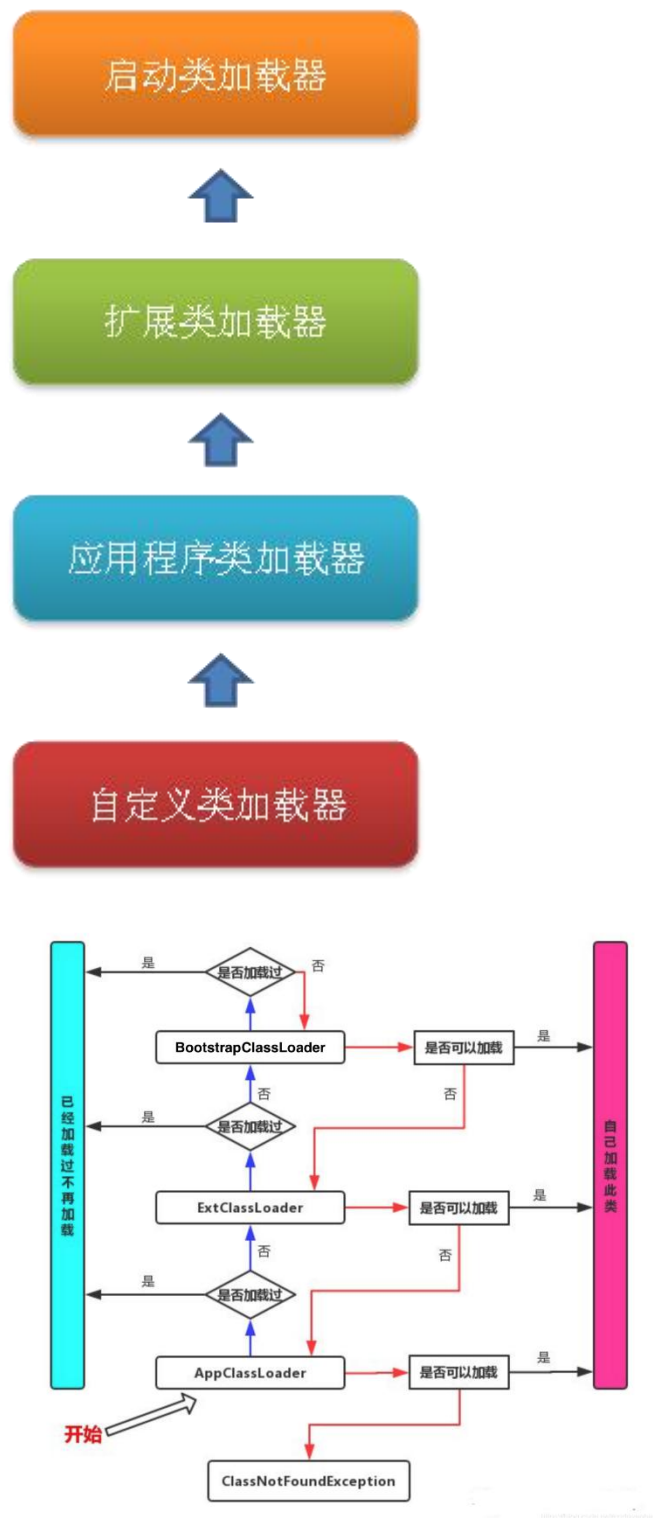 启动类加载器
扩展类加载器
应用程序类加载器
自定义类加载器
是
是否加载过
否
BootstrapClassLoader
是否可以加载
是
否
否
是
是否加载过
已经加载过不再加载
自己加载此类
ExtClassLoader
是否可以加载
是
否
否
是
是否加载过
AppClassLoader
是否可以加载
是
开始
ClassNotFoundException